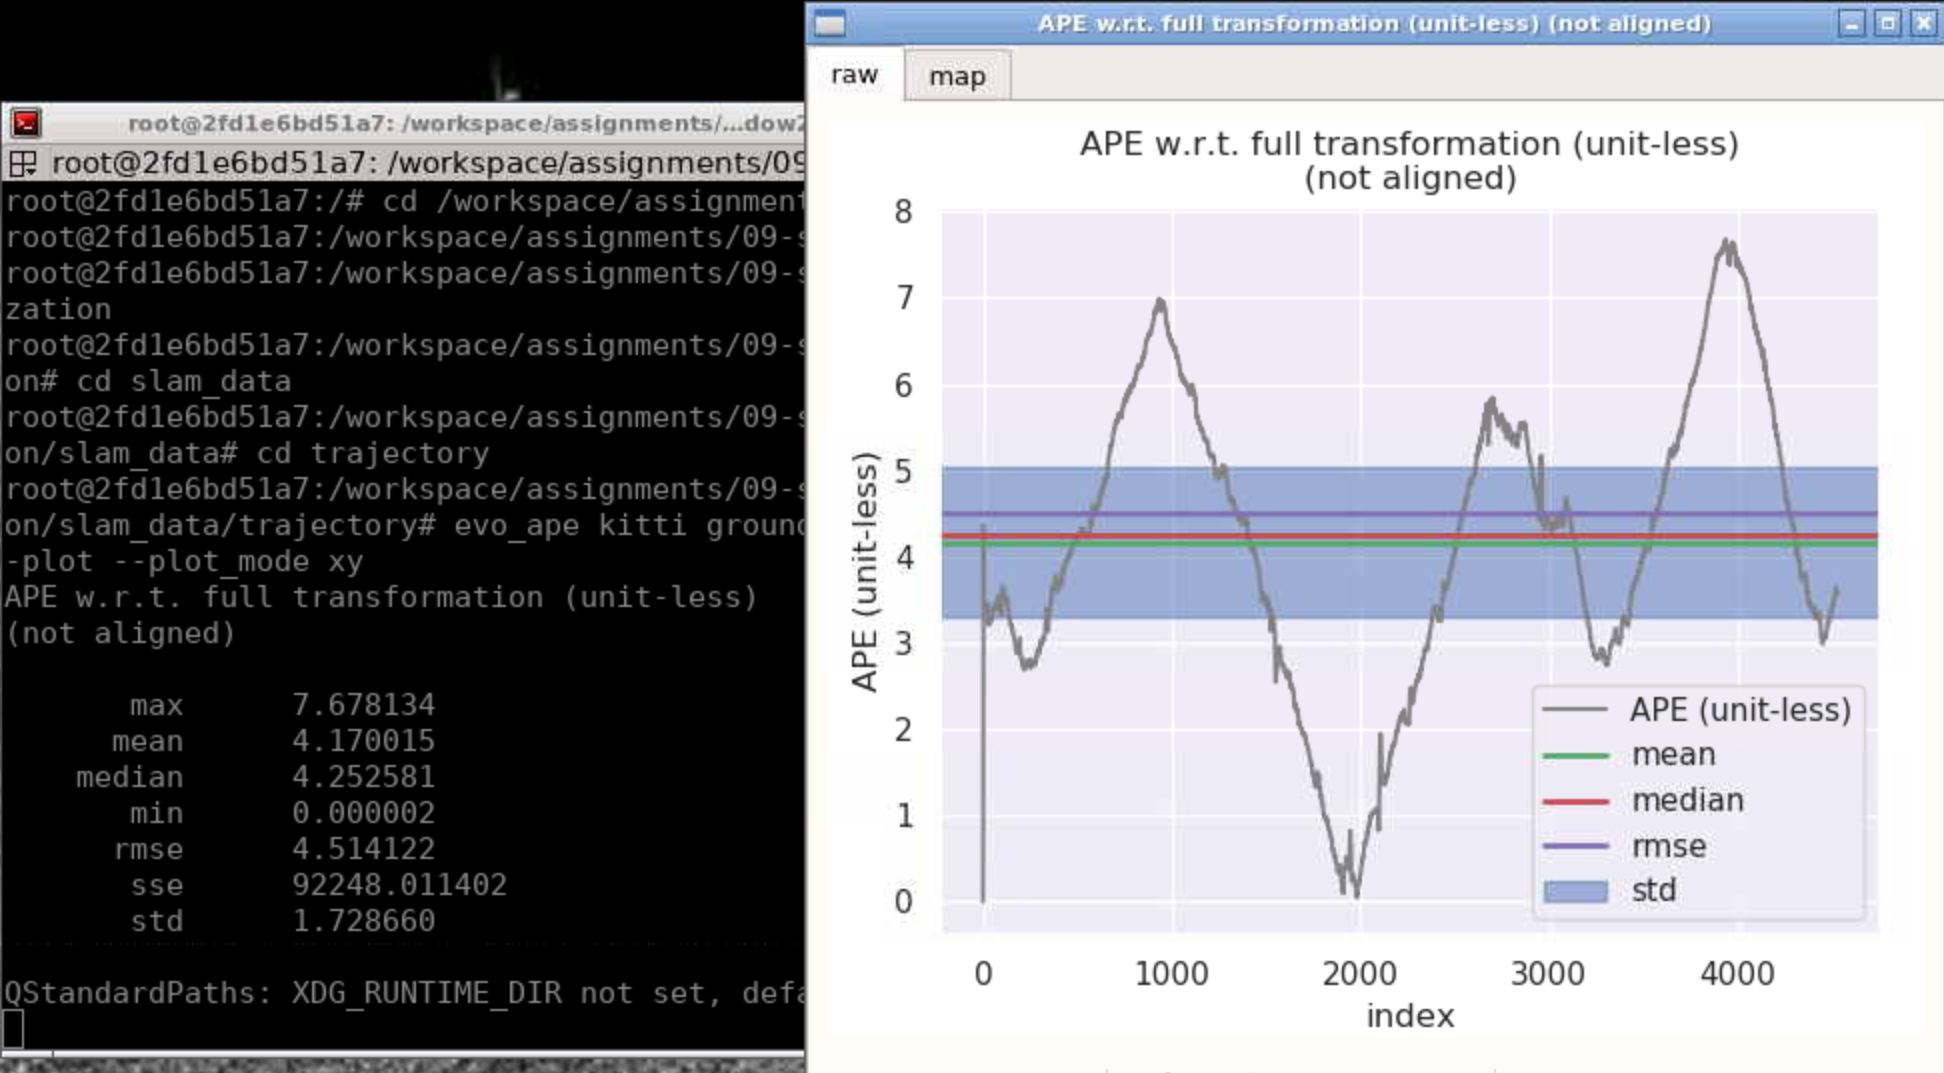 root@2fd1e6bd51a7: /workspace/assignments/...dow2
root@2fd1e6bd51a7: /workspace/assignments/09
root@2fd1e6bd51a7:/# cd /workspace/assignment
root@2fd1e6bd51a7:/workspace/assignments/09-s
root@2fd1e6bd51a7:/workspace/assignments/09-s
zation
root@2fd1e6bd51a7:/workspace/assignments/09-s
on# cd slam_data
root@2fd1e6bd51a7:/workspace/assignments/09-s
on/slam_data# cd trajectory
root@2fd1e6bd51a7:/workspace/assignments/09-s
on/slam_data/trajectory# evo_ape kitti ground
-plot --plot_mode xy
APE w.r.t. full transformation (unit-less)
(not aligned)
max 7.678134
mean 4.170015
median 4.252581
min 0.000002
rmse 4.514122
sse 92248.011402
std 1.728660
QStandardPaths: XDG_RUNTIME_DIR not set, defa
APE w.r.t. full transformation (unit-less) (not aligned)
raw map
APE w.r.t. full transformation (unit-less)
(not aligned)
APE (unit-less)
8
7
6
5
4
3
2
1
0
APE (unit-less)
mean
median
rmse
std
0 1000 2000 3000 4000
index